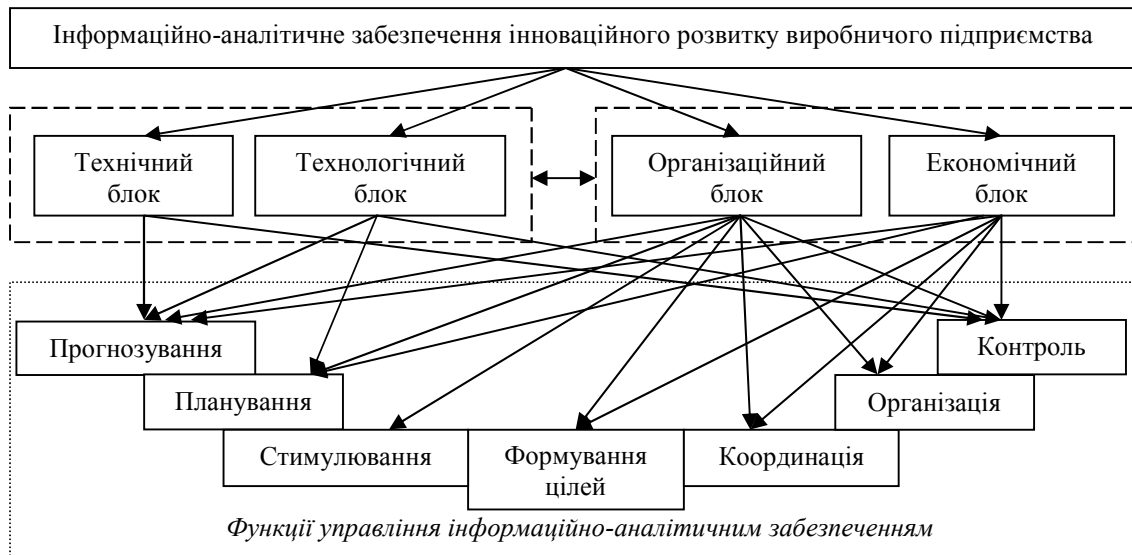 Інформаційно-аналітичне забезпечення інноваційного розвитку виробничого підприємства
Технічний
блок
Технологічний
блок
Організаційний
блок
Економічний
блок
Прогнозування
Контроль
Планування
Організація
Стимулювання
Формування
цілей
Координація
Функції управління інформаційно-аналітичним забезпеченням